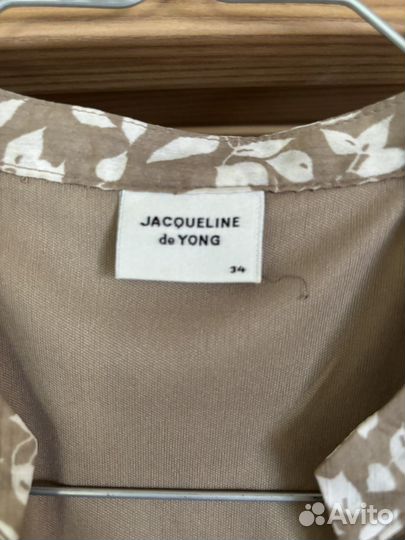 JACQUELINE
de YONG
34
Avito